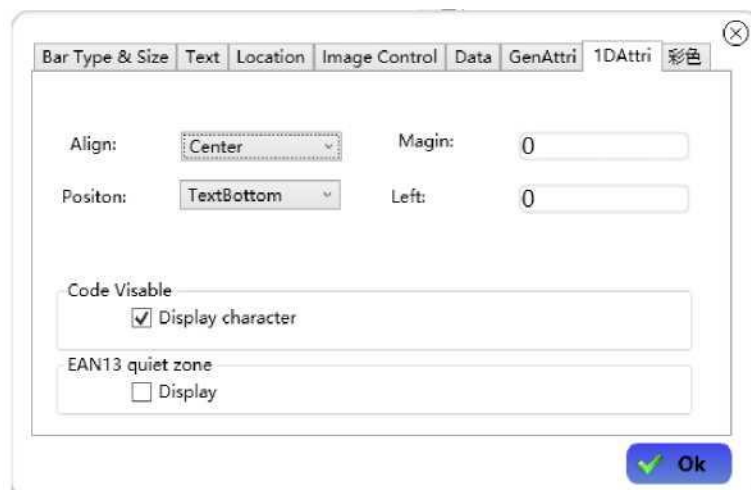 Bar Type & Size Text Location Image Control Data GenAttri 1DAttri 彩色
Align: Center Magin: 0
Positon: TextBottom Left: 0
Code Visable
Display character
EAN13 quiet zone
Display
Ok